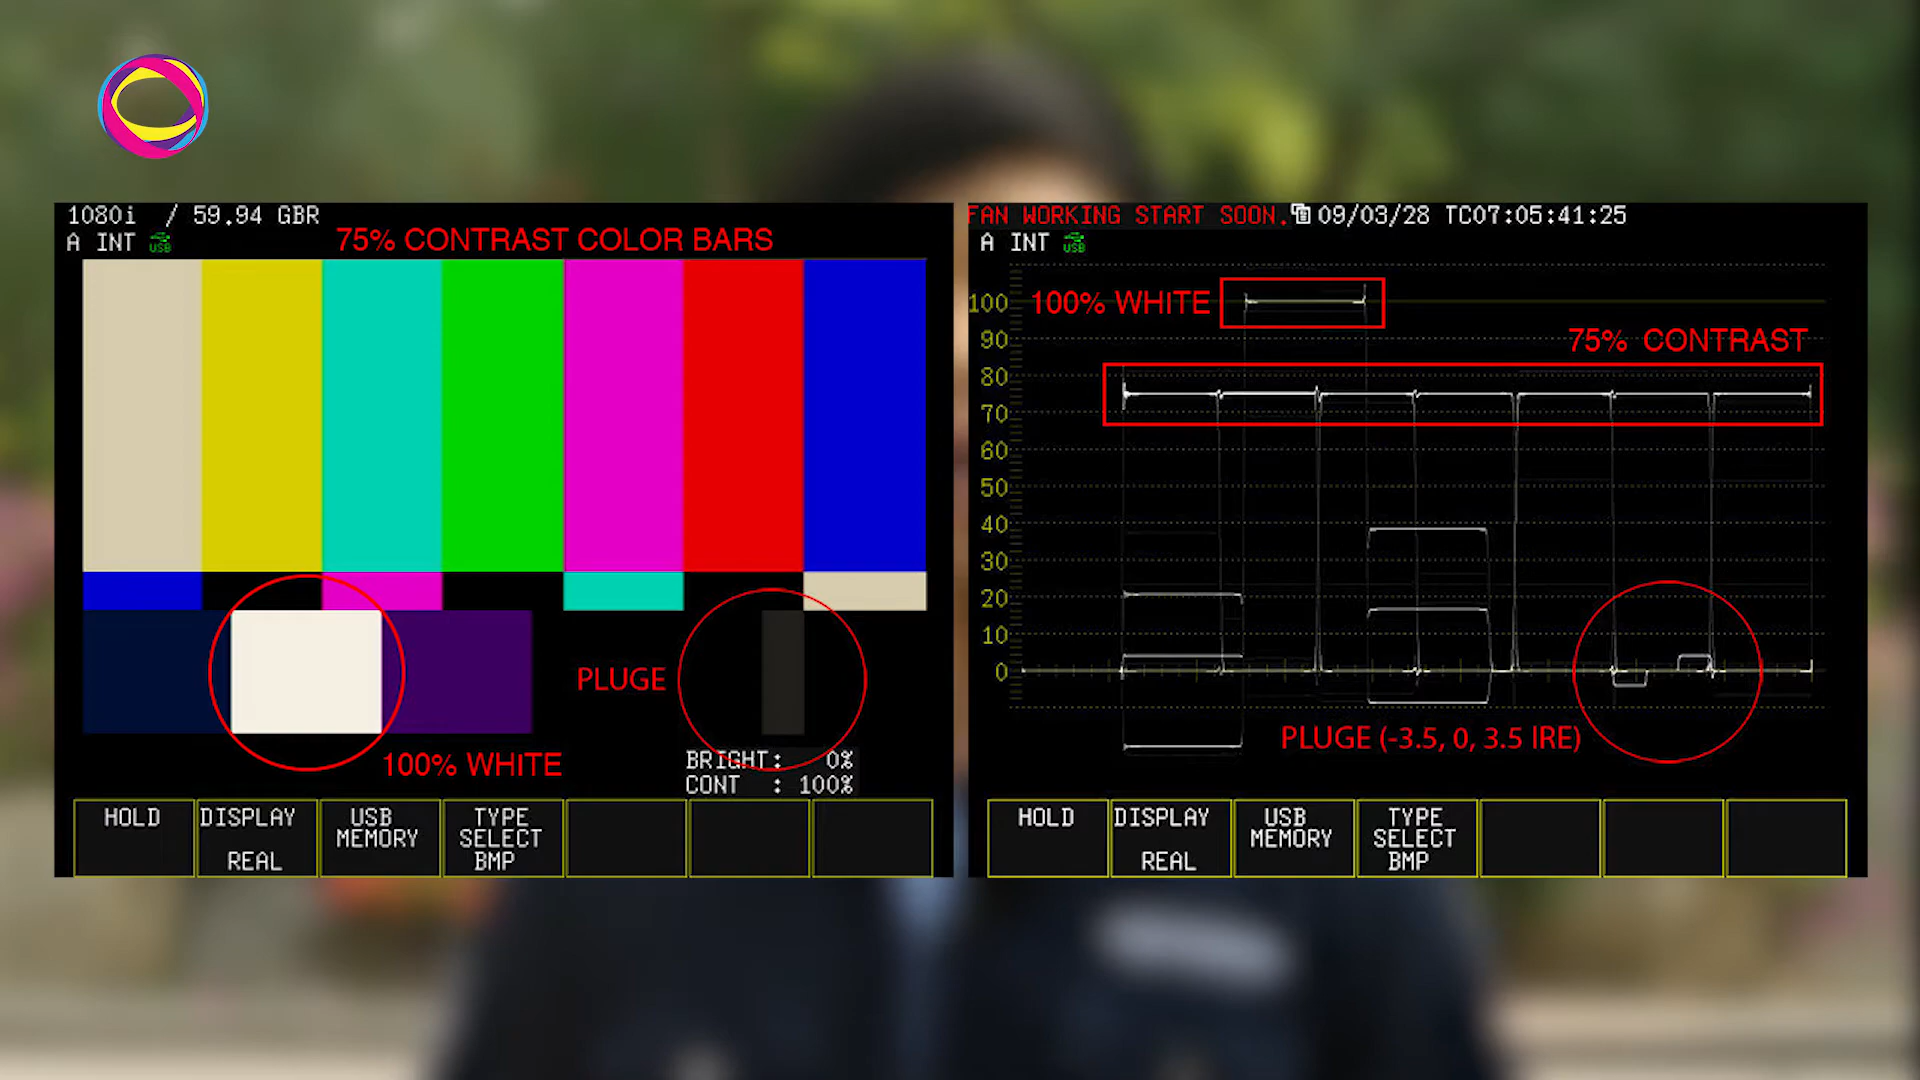 1080i / 59.94 GBR
A INT USB
75% CONTRAST COLOR BARS
PLUGE
100% WHITE
BRIGHT: 0%
CONT : 100%
HOLD
DISPLAY
REAL
USB
MEMORY
TYPE
SELECT
BMP
FAN WORKING START SOON. 09/03/28 TC07:05:41:25
A INT USB
100% WHITE
75% CONTRAST
100
90
80
70
60
50
40
30
20
10
0
PLUGE (-3.5, 0, 3.5 IRE)
HOLD
DISPLAY
REAL
USB
MEMORY
TYPE
SELECT
BMP